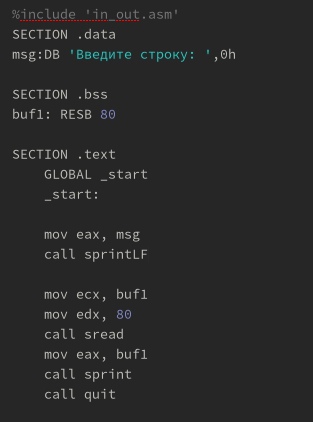 %include 'in_out.asm'
SECTION .data
msg:DB 'Введите строку: ',0h
SECTION .bss
buf1: RESB 80
SECTION .text
GLOBAL _start
_start:
mov eax, msg
call sprintLF
mov ecx, buf1
mov edx, 80
call sread
mov eax, buf1
call sprint
call quit